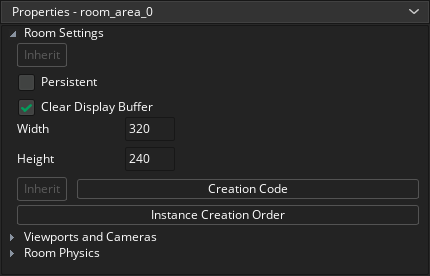 Properties - room_area_0
Room Settings
Inherit
Persistent
Clear Display Buffer
Width 320
Height 240
Inherit Creation Code
Instance Creation Order
Viewports and Cameras
Room Physics